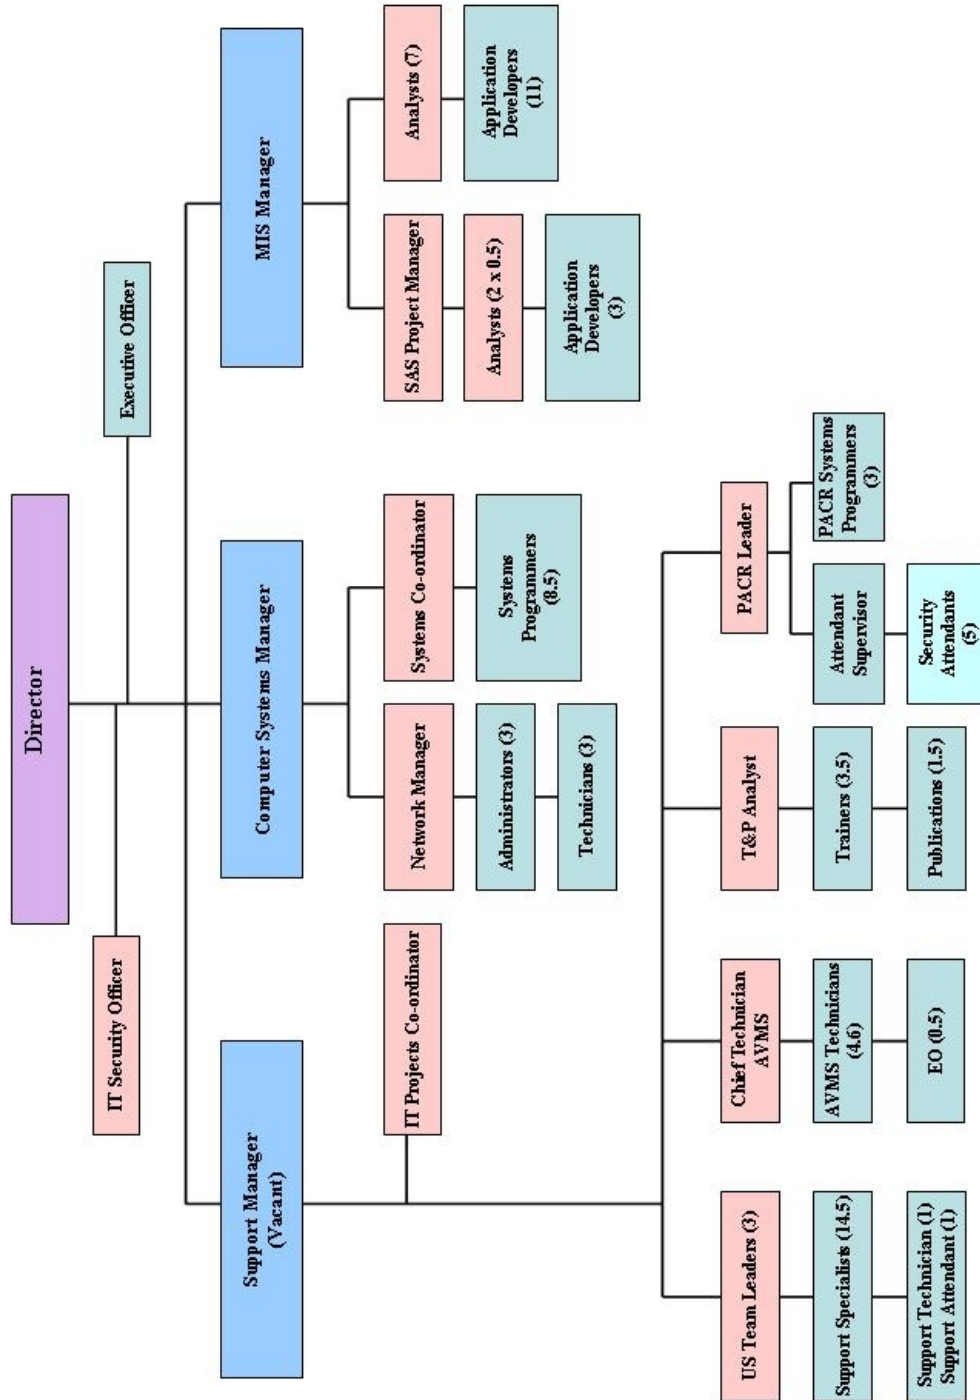 Director
IT Security Officer
Executive Officer
Support Manager
(Vacant)
Computer Systems Manager
MIS Manager
IT Projects Co-ordinator
Network Manager
Systems Co-ordinator
SAS Project Manager
Analysts (7)
Administrators (3)
Systems
Programmers
(8.5)
Analysts (2 x 0.5)
Application
Developers
(11)
Technicians (3)
Application
Developers
(3)
US Team Leaders (3)
Chief Technician
AVMS
T&P Analyst
PACR Leader
Support Specialists (14.5)
AVMS Technicians
(4.6)
Trainers (3.5)
Attendant
Supervisor
PACR Systems
Programmers
(3)
Support Technician (1)
Support Attendant (1)
EO (0.5)
Publications (1.5)
Security
Attendants
(5)